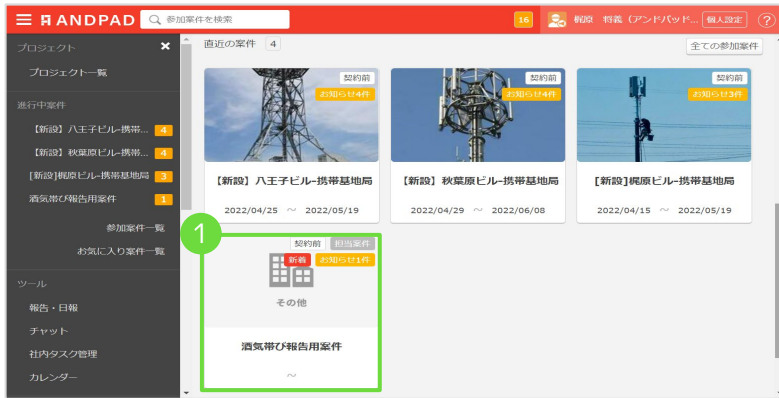 ANDPAD 参加案件を検索 16 梶原 将義（アンドパッド... 個人設定 ?
プロジェクト ×
プロジェクト一覧
進行中案件
【新設】八王子ビル-携帯... 4
【新設】秋葉原ビル-携帯... 4
[新設]梶原ビル-携帯基地局 3
酒気帯び報告用案件 1
参加案件一覧
お気に入り案件一覧
ツール
報告・日報
チャット
社内タスク管理
カレンダー
直近の案件 4 全ての参加案件
契約前
お知らせ4件
【新設】八王子ビル-携帯基地局
2022/04/25 ～ 2022/05/19
契約前
お知らせ4件
【新設】秋葉原ビル-携帯基地局
2022/04/29 ～ 2022/06/08
契約前
お知らせ3件
[新設]梶原ビル-携帯基地局
2022/04/15 ～ 2022/05/19
1
契約前 担当案件
新着 お知らせ1件
その他
酒気帯び報告用案件
～